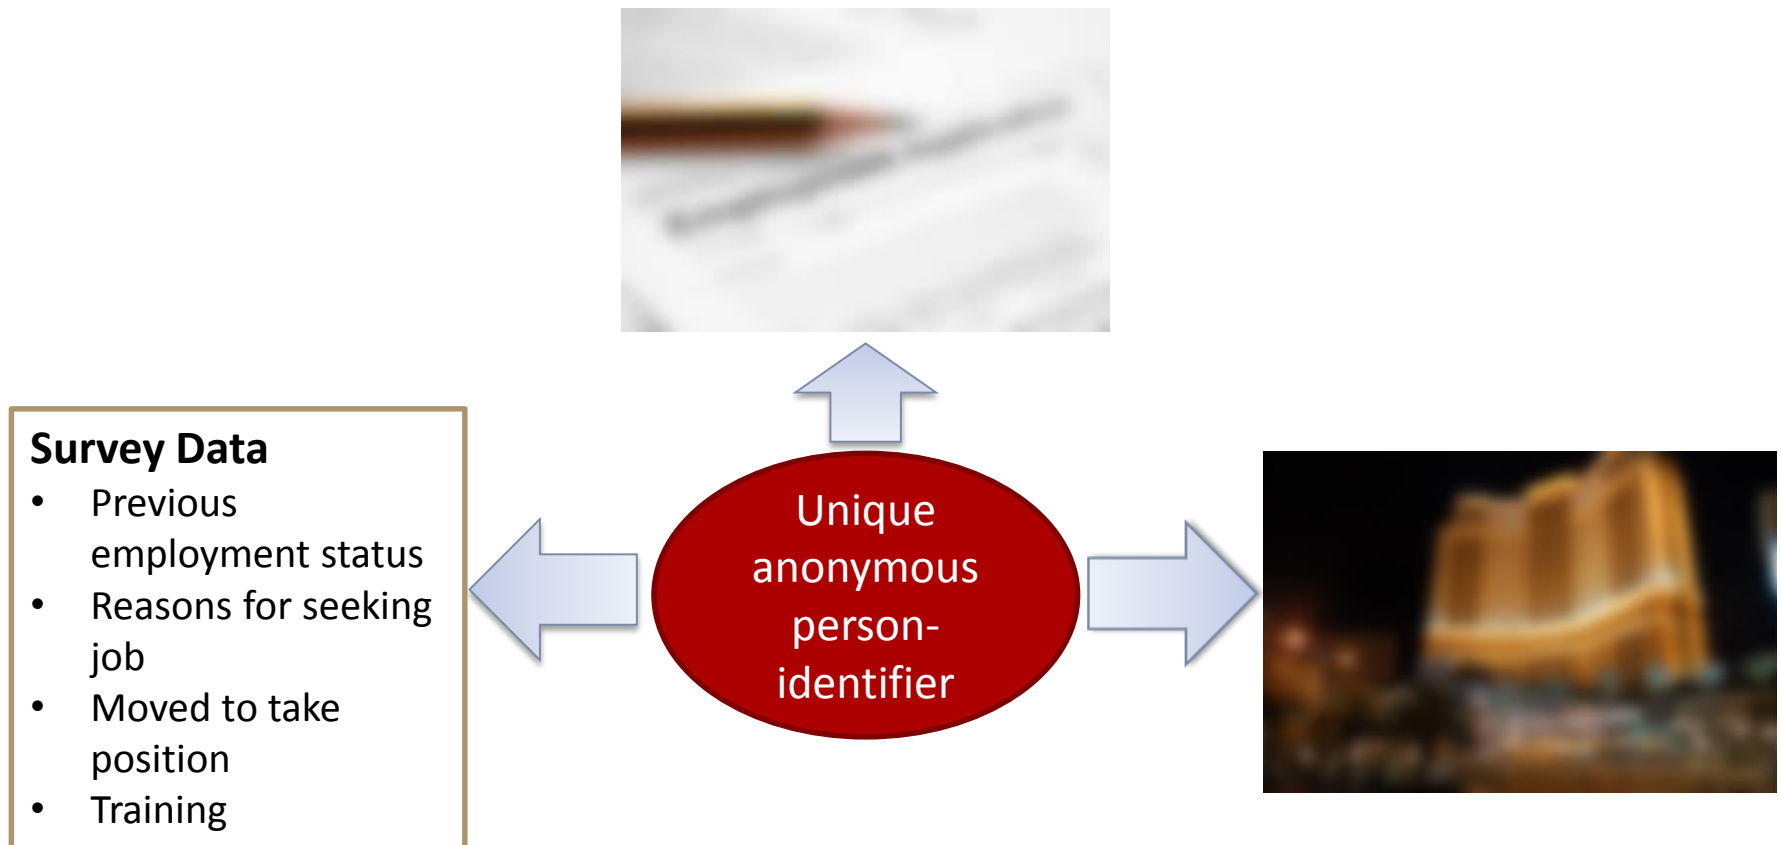 Survey Data
• Previous
employment status
• Reasons for seeking
job
• Moved to take
position
• Training
Unique
anonymous
person-
identifier